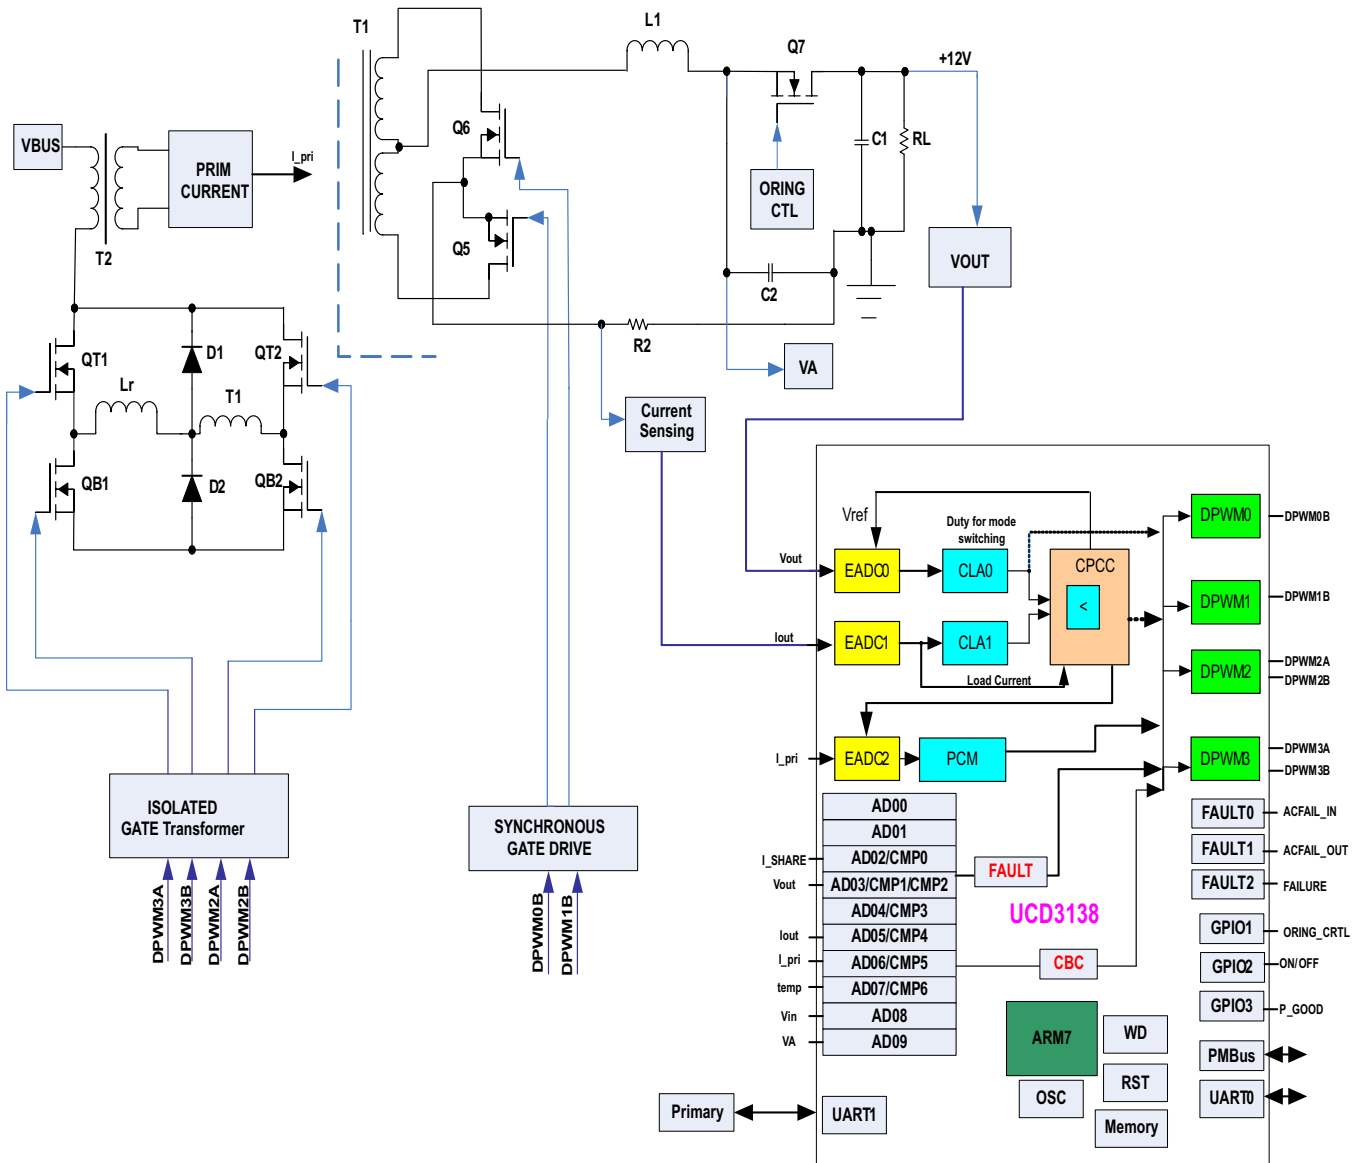 T1
L1
Q7
+12V
VBUS
PRIM
CURRENT
I_pri
T2
Q6
Q5
C1
RL
ORING
CTL
VOUT
C2
R2
VA
QT1
D1
QT2
Lr
T1
QB1
D2
QB2
Current
Sensing
Vref
Duty for mode
switching
DPWM0
DPWM0B
Vout
EADC0
CLA0
CPCC
<
DPWM1
DPWM1B
Iout
EADC1
CLA1
Load Current
DPWM2
DPWM2A
DPWM2B
I_pri
EADC2
PCM
DPWM3
DPWM3A
DPWM3B
ISOLATED
GATE Transformer
SYNCHRONOUS
GATE DRIVE
DPWM3A
DPWM3B
DPWM2A
DPWM2B
DPWM0B
DPWM1B
AD00
AD01
I_SHARE
AD02/CMP0
Vout
AD03/CMP1/CMP2
AD04/CMP3
Iout
AD05/CMP4
I_pri
AD06/CMP5
temp
AD07/CMP6
Vin
AD08
VA
AD09
FAULT
UCD3138
CBC
FAULT0
ACFAIL_IN
FAULT1
ACFAIL_OUT
FAULT2
FAILURE
GPIO1
ORING_CRTL
GPIO2
ON/OFF
GPIO3
P_GOOD
ARM7
WD
PMBus
OSC
RST
UART0
Memory
Primary
UART1